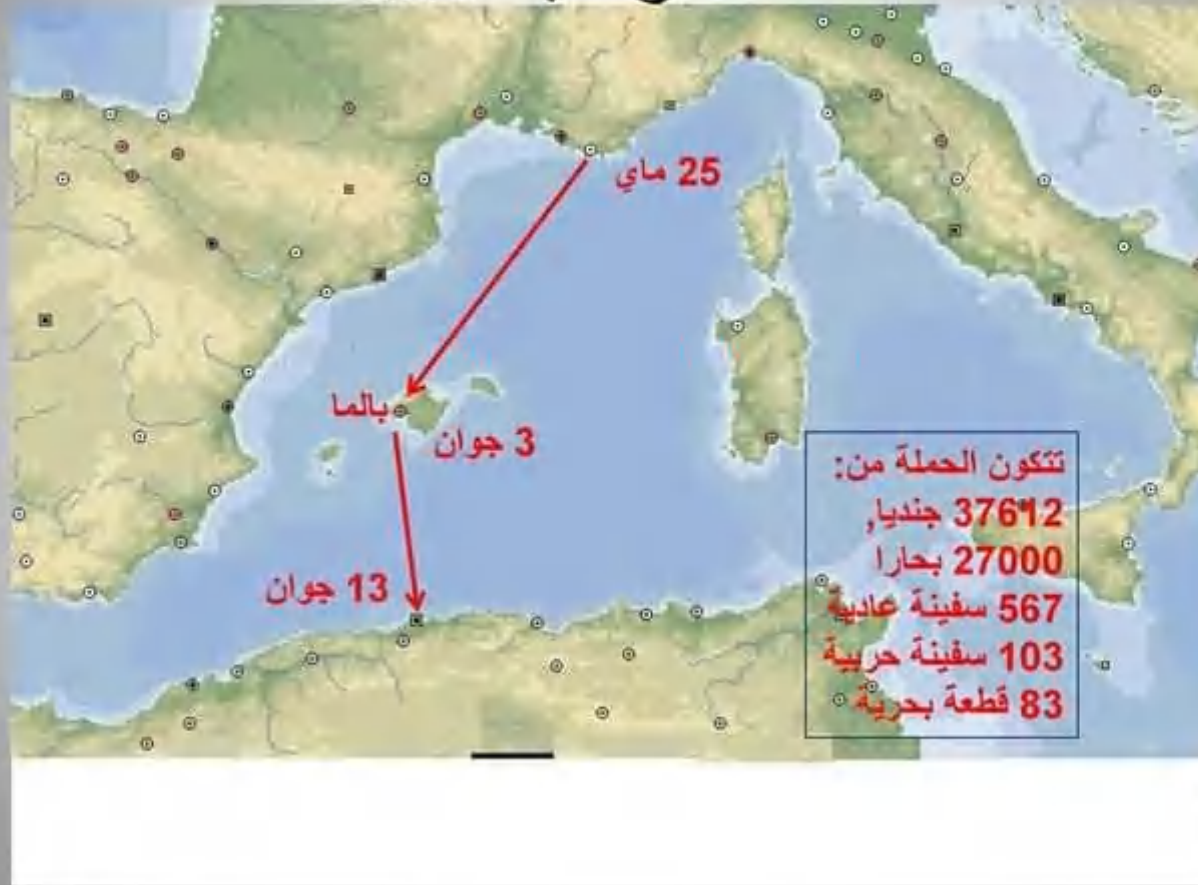 25 ماي
بالما
3 جوان
13 جوان
تتكون الحملة من:
37612 جنديا,
27000 بحارا
567 سفينة عادية
103 سفينة حربية
83 قطعة بحرية